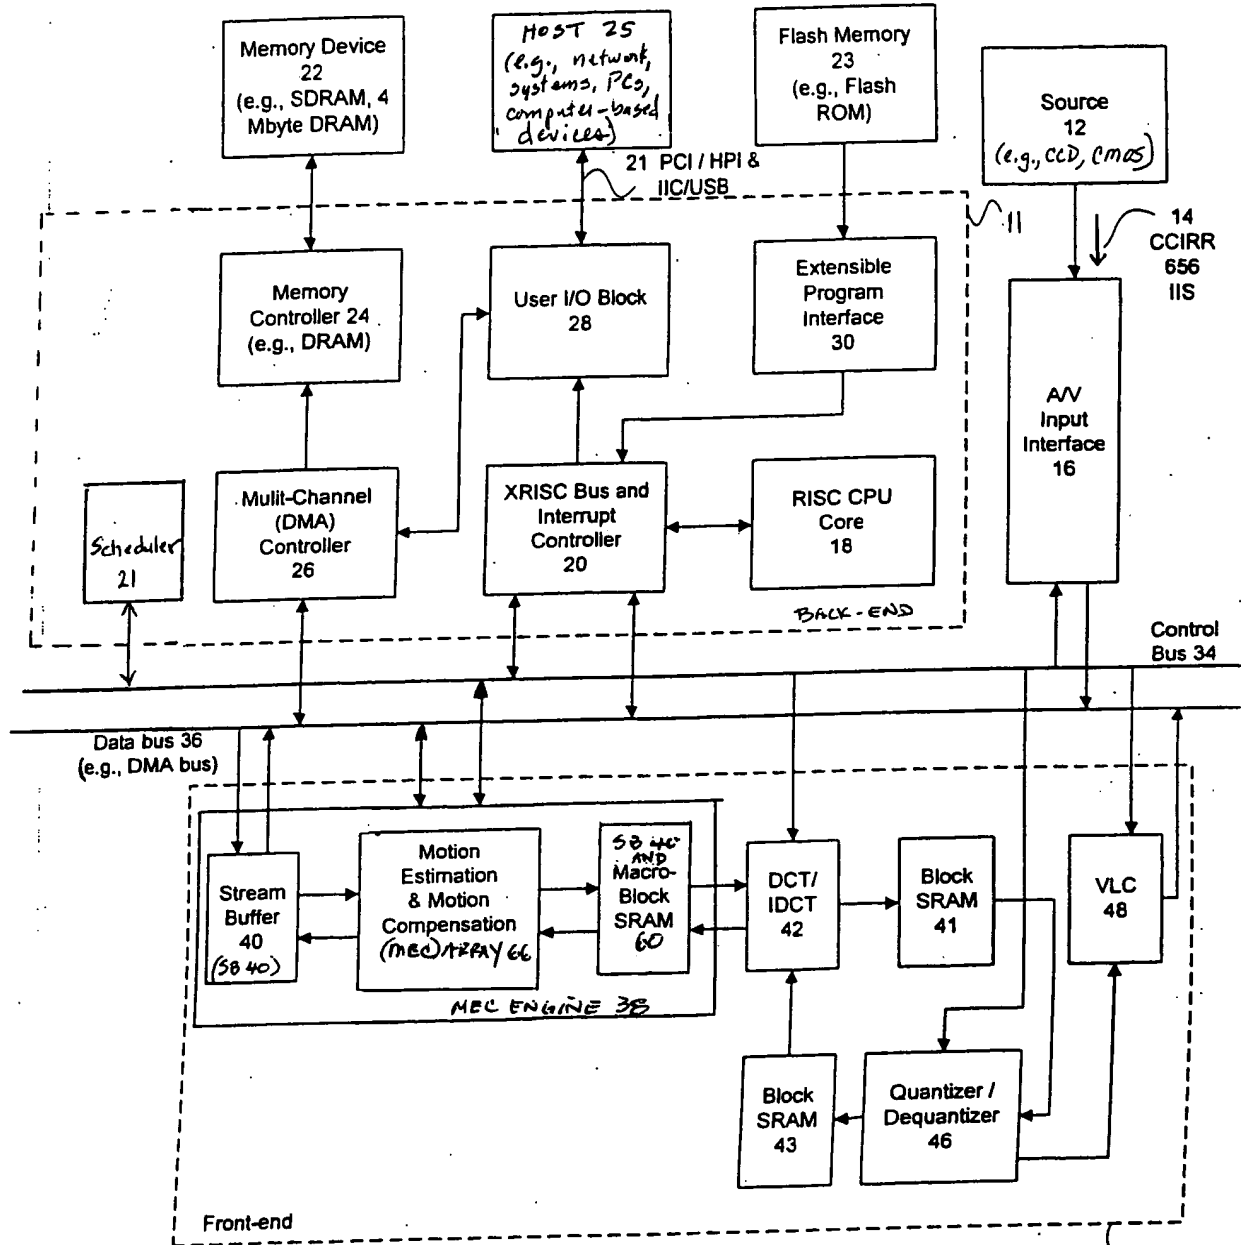 Memory Device
22
(e.g., SDRAM, 4
Mbyte DRAM)
HOST 25
(e.g., network,
systems, PCs,
computer-based
devices)
Flash Memory
23
(e.g., Flash
ROM)
Source
12
(e.g., CCD, CMOS)
21 PCI / HPI &
IIC/USB
11
14
CCIRR
656
IIS
Memory
Controller 24
(e.g., DRAM)
User I/O Block
28
Extensible
Program
Interface
30
A/V
Input
Interface
16
Scheduler
21
Mulit-Channel
(DMA)
Controller
26
XRISC Bus and
Interrupt
Controller
20
RISC CPU
Core
18
BACK-END
Control
Bus 34
Data bus 36
(e.g., DMA bus)
Stream
Buffer
40
(SB 40)
Motion
Estimation
& Motion
Compensation
(MEC) ARRAY 66
SB 40
AND
Macro-
Block
SRAM
60
MEC ENGINE 38
DCT/
IDCT
42
Block
SRAM
41
VLC
48
Block
SRAM
43
Quantizer /
Dequantizer
46
Front-end